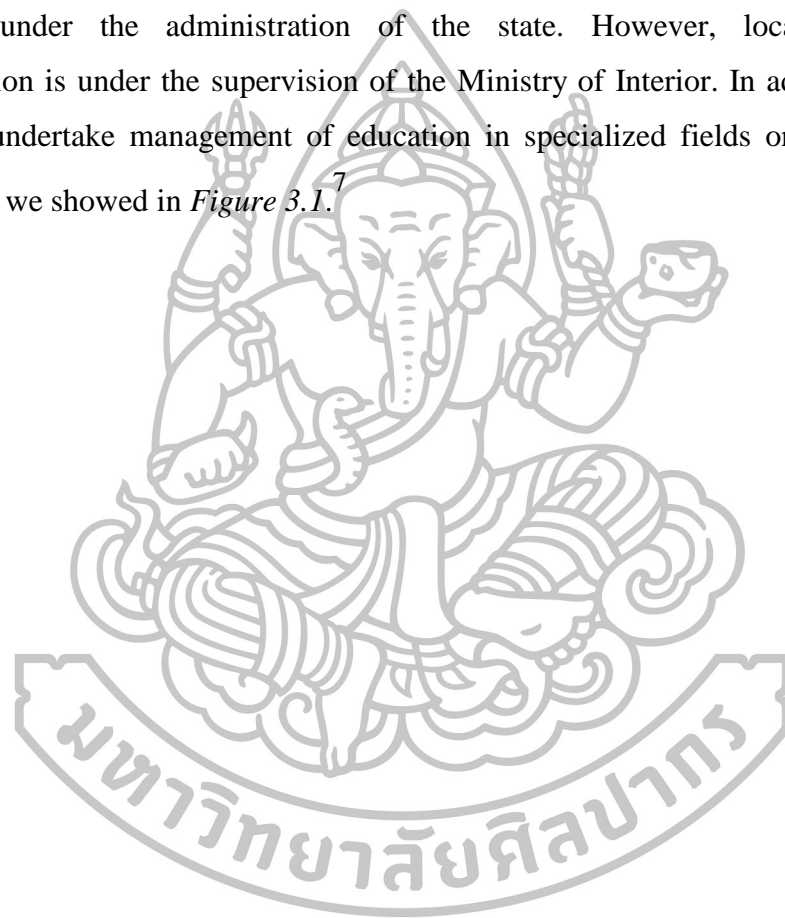 under the administration of the state. However, loca
ion is under the supervision of the Ministry of Interior. In ad
undertake management of education in specialized fields or
we showed in Figure 3.1.7
มหาวิทยาลัยศิลปากร